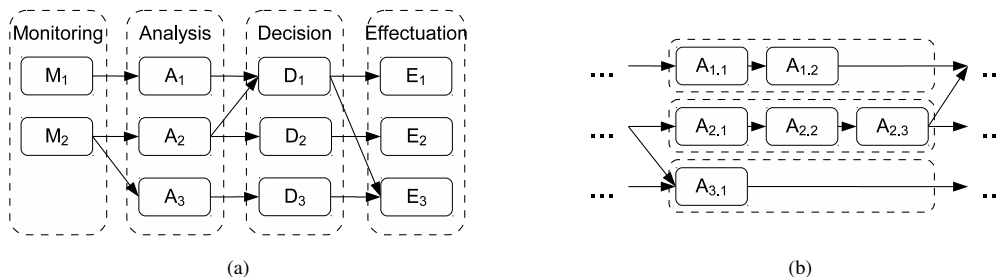 Monitoring Analysis Decision Effectuation
M1 A1 D1 E1
M2 A2 D2 E2
A3 D3 E3
(a)
... A1.1 A1.2 ...
... A2.1 A2.2 A2.3 ...
... A3.1 ...
(b)